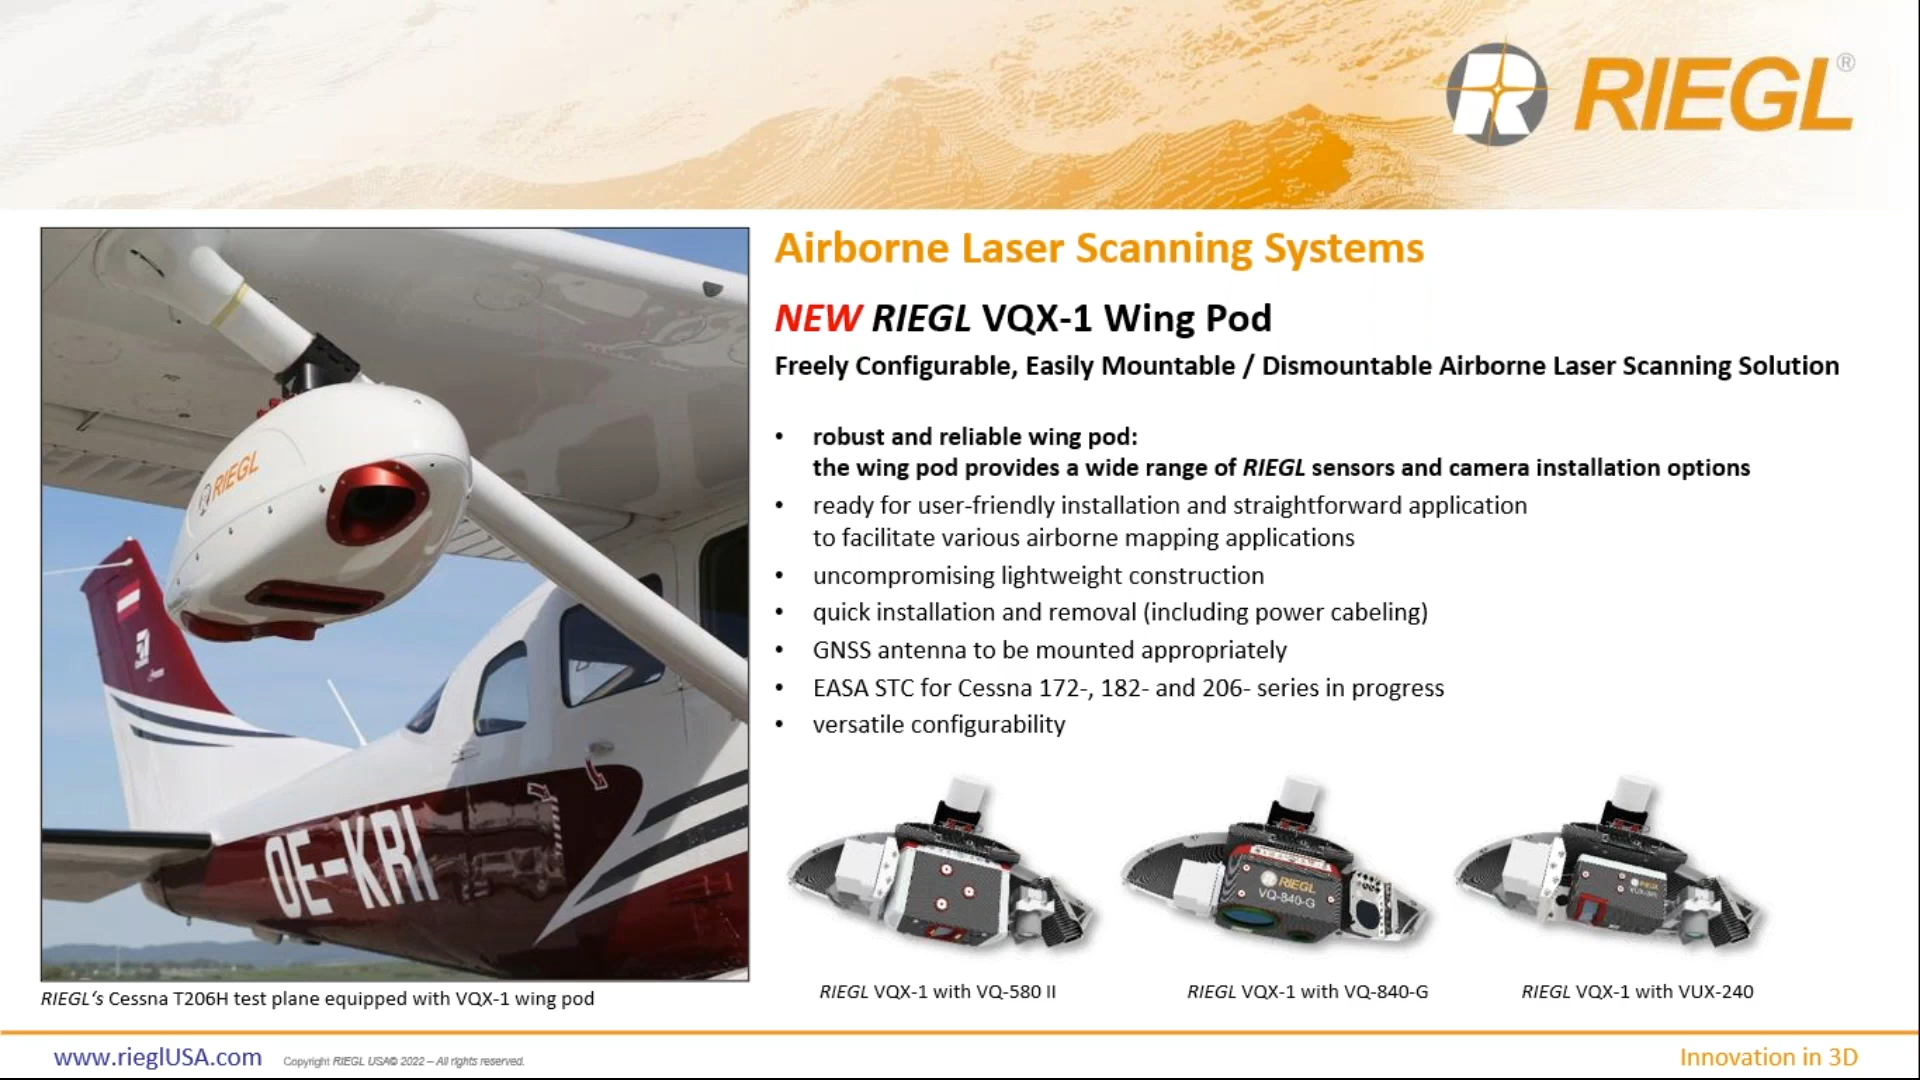 RIEGL®
Airborne Laser Scanning Systems
NEW RIEGL VQX-1 Wing Pod
Freely Configurable, Easily Mountable / Dismountable Airborne Laser Scanning Solution
• robust and reliable wing pod:
the wing pod provides a wide range of RIEGL sensors and camera installation options
• ready for user-friendly installation and straightforward application
to facilitate various airborne mapping applications
• uncompromising lightweight construction
• quick installation and removal (including power cabeling)
• GNSS antenna to be mounted appropriately
• EASA STC for Cessna 172-, 182- and 206- series in progress
• versatile configurability
RIEGL
OE-KRI
RIEGL
VQ-840-G
RIEGL
RIEGL‘s Cessna T206H test plane equipped with VQX-1 wing pod
RIEGL VQX-1 with VQ-580 II
RIEGL VQX-1 with VQ-840-G
RIEGL VQX-1 with VUX-240
www.rieglUSA.com
Copyright RIEGL USA© 2022 – All rights reserved.
Innovation in 3D